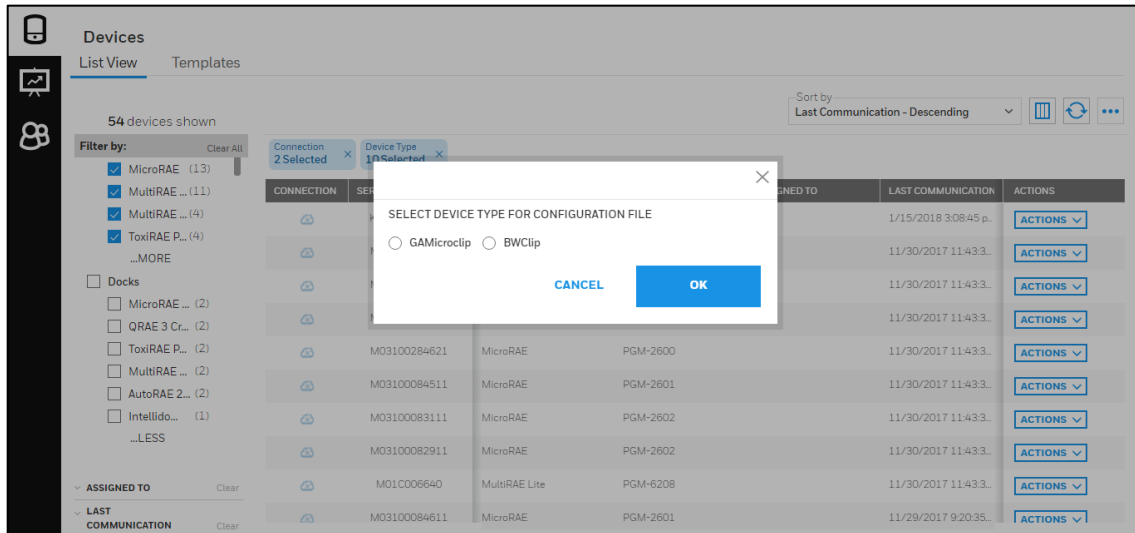 Devices
List View Templates
54 devices shown
Sort by
Last Communication - Descending
Filter by: Clear All
MicroRAE (13)
MultiRAE ... (11)
MultiRAE ... (4)
ToxiRAE P... (4)
...MORE
Docks
MicroRAE ... (2)
QRAE 3 Cr... (2)
ToxiRAE P... (2)
MultiRAE ... (2)
AutoRAE 2... (2)
Intellido... (1)
...LESS
ASSIGNED TO Clear
LAST
COMMUNICATION Clear
Connection
2 Selected
Device Type
10 Selected
CONNECTION SER GNED TO LAST COMMUNICATION ACTIONS
1/15/2018 3:08:45 p.. ACTIONS
11/30/2017 11:43:3... ACTIONS
11/30/2017 11:43:3... ACTIONS
11/30/2017 11:43:3... ACTIONS
M03100284621 MicroRAE PGM-2600 11/30/2017 11:43:3... ACTIONS
M03100084511 MicroRAE PGM-2601 11/30/2017 11:43:3... ACTIONS
M03100083111 MicroRAE PGM-2602 11/30/2017 11:43:3... ACTIONS
M03100082911 MicroRAE PGM-2602 11/30/2017 11:43:3... ACTIONS
M01C006640 MultiRAE Lite PGM-6208 11/30/2017 11:43:3... ACTIONS
M03100084611 MicroRAE PGM-2601 11/29/2017 9:20:35... ACTIONS
SELECT DEVICE TYPE FOR CONFIGURATION FILE
GAMicroclip BWClip
CANCEL OK